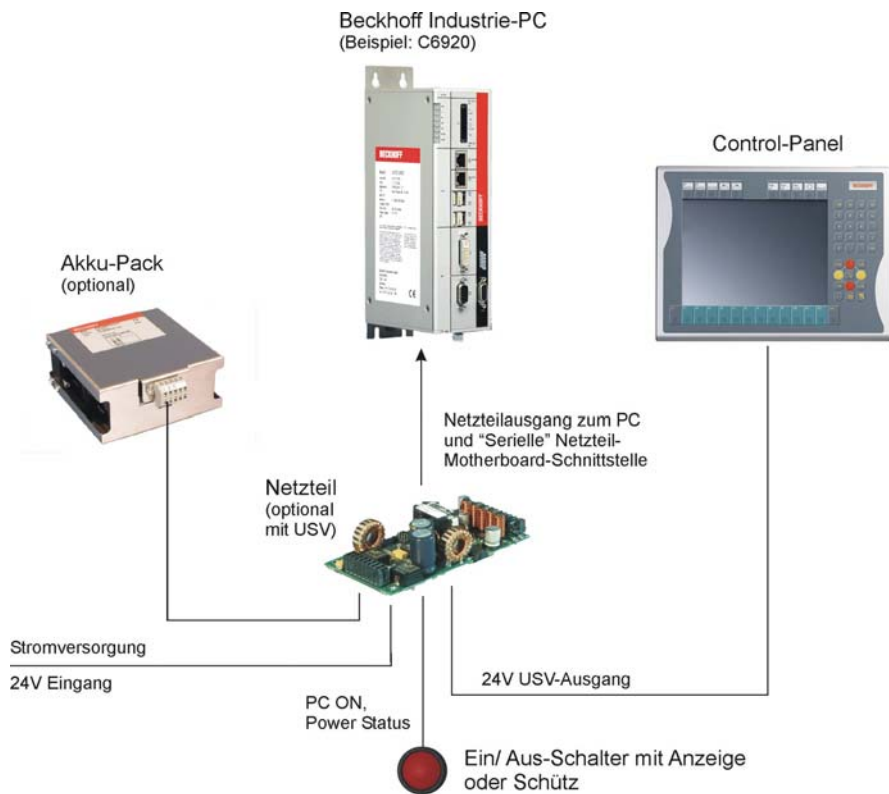 Beckhoff Industrie-PC
(Beispiel: C6920)
Control-Panel
Akku-Pack
(optional)
BECKHOFF
BECKHOFF
Netzteilausgang zum PC
und “Serielle” Netzteil-
Motherboard-Schnittstelle
Netzteil
(optional
mit USV)
Stromversorgung
24V Eingang
24V USV-Ausgang
PC ON,
Power Status
Ein/ Aus-Schalter mit Anzeige
oder Schütz